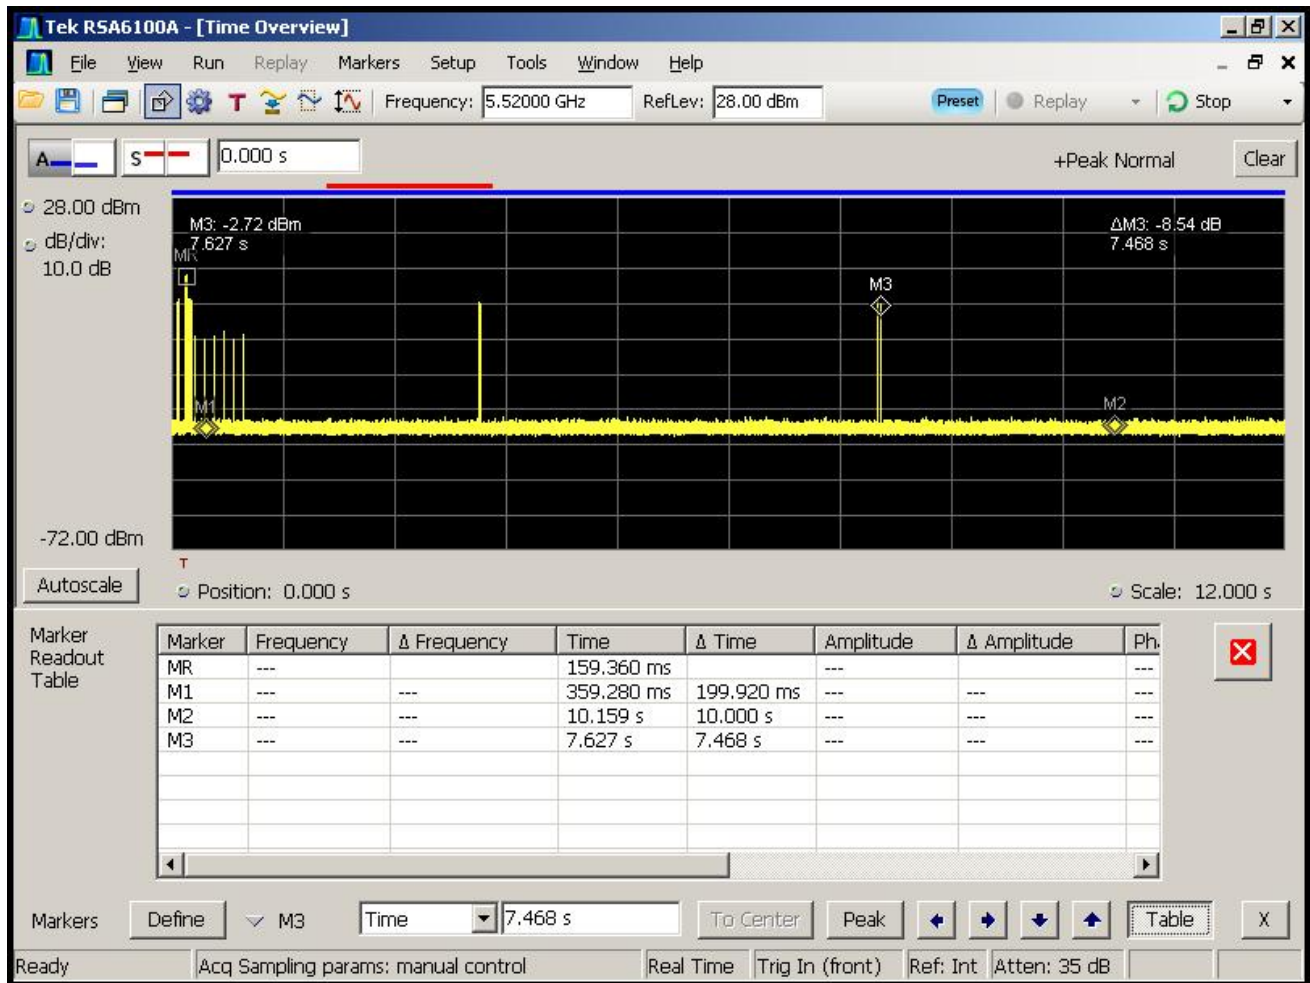 Tek RSA6100A - [Time Overview]
File View Run Replay Markers Setup Tools Window Help
T Frequency: 5.52000 GHz RefLev: 28.00 dBm Preset Replay Stop
A S 0.000 s +Peak Normal Clear
28.00 dBm
dB/div:
10.0 dB
M3: -2.72 dBm
7.627 s
ΔM3: -8.54 dB
7.468 s
MR
M3
M1
M2
-72.00 dBm
T
Autoscale Position: 0.000 s Scale: 12.000 s
Marker
Readout
Table
Marker Frequency Δ Frequency Time Δ Time Amplitude Δ Amplitude Pha
MR --- 159.360 ms --- ---
M1 --- --- 359.280 ms 199.920 ms --- --- ---
M2 --- --- 10.159 s 10.000 s --- --- ---
M3 --- --- 7.627 s 7.468 s --- --- ---
Markers Define M3 Time 7.468 s To Center Peak Table X
Ready Acq Sampling params: manual control Real Time Trig In (front) Ref: Int Atten: 35 dB